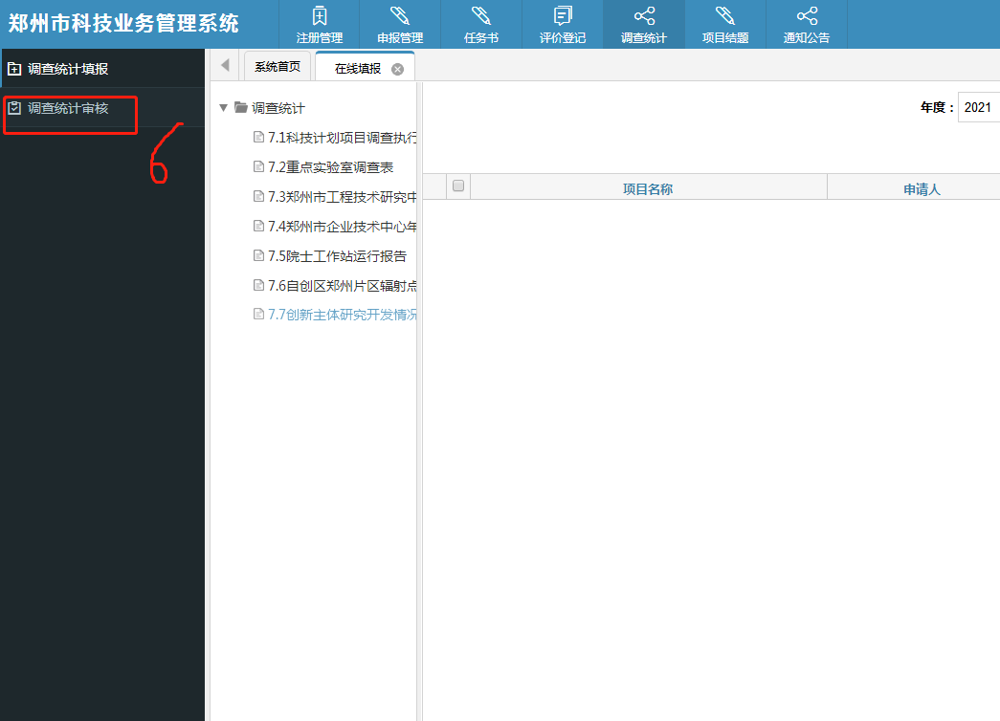 郑州市科技业务管理系统
注册管理 申报管理 任务书 评价登记 调查统计 项目结题 通知公告
调查统计填报
调查统计审核
6
系统首页 在线填报
调查统计
7.1科技计划项目调查执行
7.2重点实验室调查表
7.3郑州市工程技术研究中
7.4郑州市企业技术中心年
7.5院士工作站运行报告
7.6自创区郑州片区辐射点
7.7创新主体研究开发情况
年度： 2021
项目名称 申请人